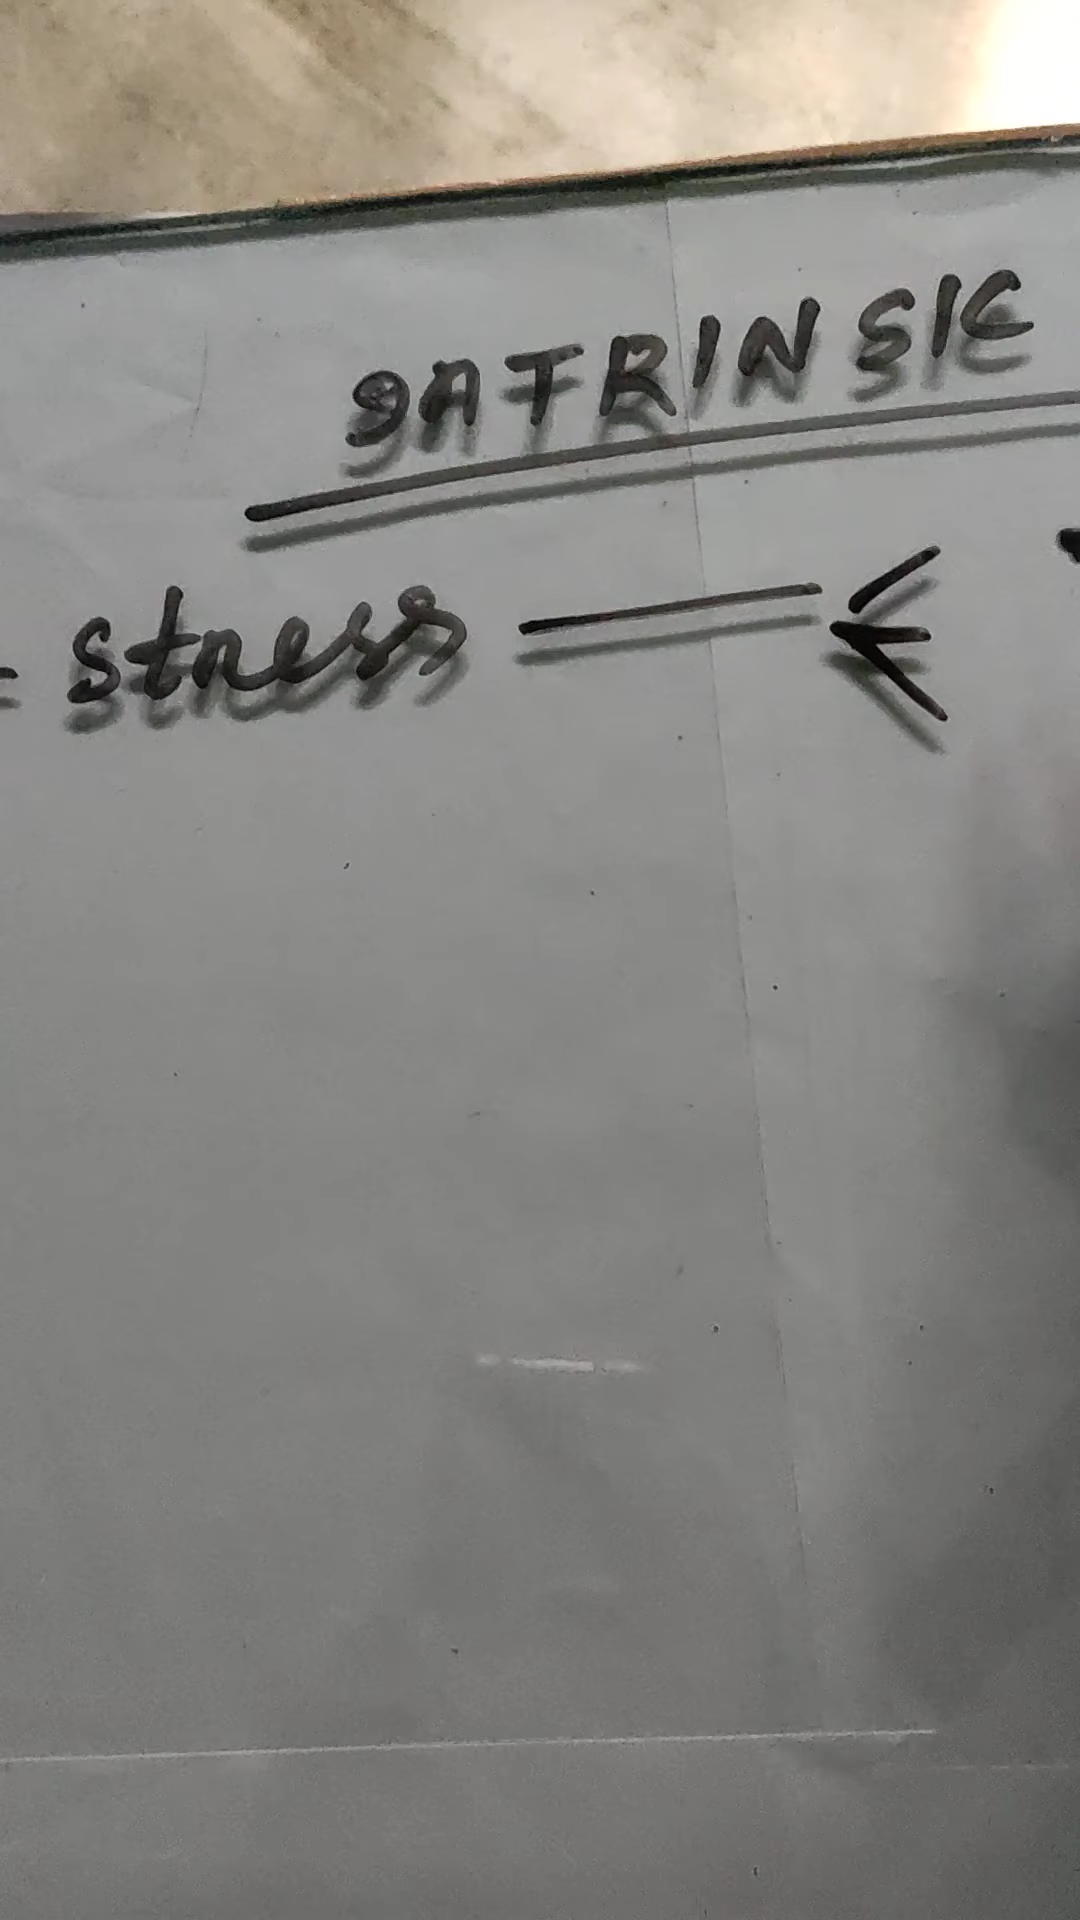 INTRINSIC
= Stress —<